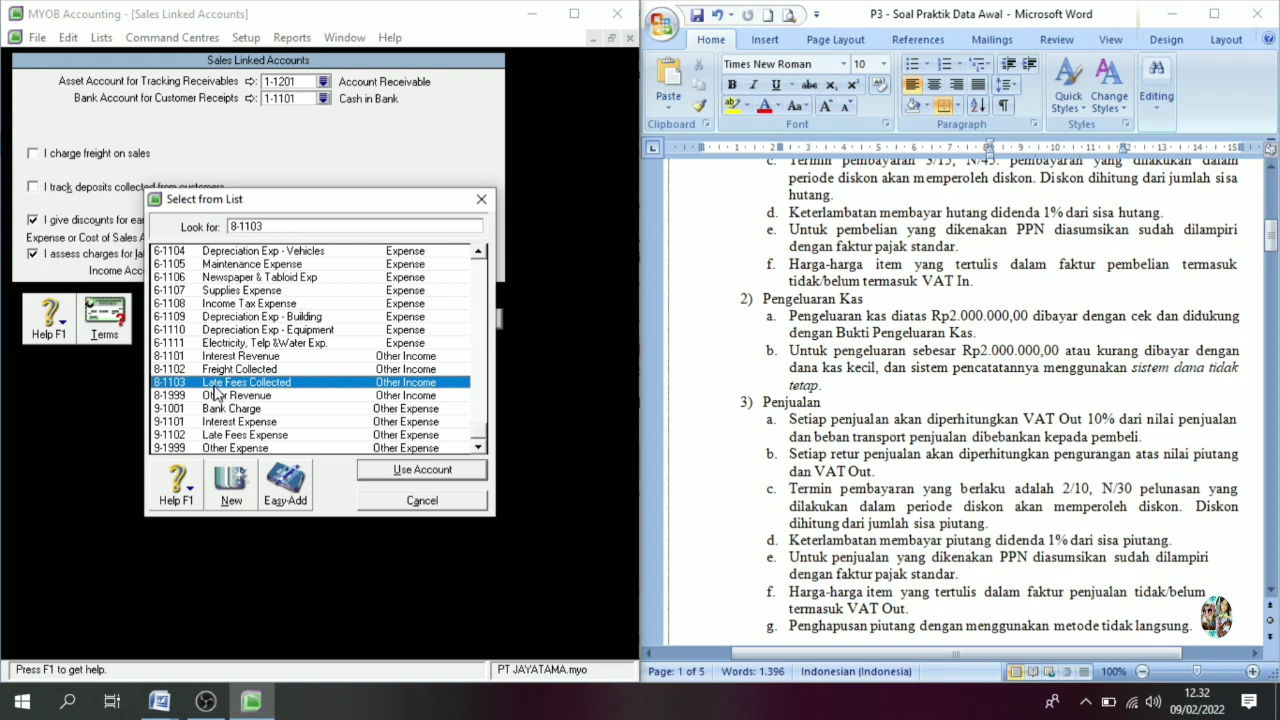 MYOB Accounting - [Sales Linked Accounts]
File Edit Lists Command Centres Setup Reports Window Help
Sales Linked Accounts
Asset Account for Tracking Receivables 1-1201 Account Receivable
Bank Account for Customer Receipts 1-1101 Cash in Bank
I charge freight on sales
I track deposits collected from customers
I give discounts for ea
Expense or Cost of Sales A
I assess charges for la
Income Acc
Help F1 Terms
Select from List
Look for: 8-1103
6-1104 Depreciation Exp - Vehicles Expense
6-1105 Maintenance Expense Expense
6-1106 Newspaper & Tabloid Exp Expense
6-1107 Supplies Expense Expense
6-1108 Income Tax Expense Expense
6-1109 Depreciation Exp - Building Expense
6-1110 Depreciation Exp - Equipment Expense
6-1111 Electricity, Telp &Water Exp. Expense
8-1101 Interest Revenue Other Income
8-1102 Freight Collected Other Income
8-1103 Late Fees Collected Other Income
8-1999 Other Revenue Other Income
9-1001 Bank Charge Other Expense
9-1101 Interest Expense Other Expense
9-1102 Late Fees Expense Other Expense
9-1999 Other Expense Other Expense
Help F1 New Easy-Add Use Account
Cancel
Press F1 to get help. PT JAYATAMA.myo
P3 - Soal Praktik Data Awal - Microsoft Word
Home Insert Page Layout References Mailings Review View Design Layout
Times New Roman 10
Paste
Quick Styles
Change Styles
Editing
Clipboard Font Paragraph Styles
c. Termin pembayaran 3/15, N/45. pembayaran yang dilakukan dalam
periode diskon akan memperoleh diskon. Diskon dihitung dari jumlah sisa
hutang.
d. Keterlambatan membayar hutang didenda 1% dari sisa hutang.
e. Untuk pembelian yang dikenakan PPN diasumsikan sudah dilampiri
dengan faktur pajak standar.
f. Harga-harga item yang tertulis dalam faktur pembelian termasuk
tidak/belum termasuk VAT In.
2) Pengeluaran Kas
a. Pengeluaran kas diatas Rp2.000.000,00 dibayar dengan cek dan didukung
dengan Bukti Pengeluaran Kas.
b. Untuk pengeluaran sebesar Rp2.000.000,00 atau kurang dibayar dengan
dana kas kecil, dan sistem pencatatannya menggunakan sistem dana tidak
tetap.
3) Penjualan
a. Setiap penjualan akan diperhitungkan VAT Out 10% dari nilai penjualan
dan beban transport penjualan dibebankan kepada pembeli.
b. Setiap retur penjualan akan diperhitungkan pengurangan atas nilai piutang
dan VAT Out.
c. Termin pembayaran yang berlaku adalah 2/10, N/30 pelunasan yang
dilakukan dalam periode diskon akan memperoleh diskon. Diskon
dihitung dari jumlah sisa piutang.
d. Keterlambatan membayar piutang didenda 1% dari sisa piutang.
e. Untuk penjualan yang dikenakan PPN diasumsikan sudah dilampiri
dengan faktur pajak standar.
f. Harga-harga item yang tertulis dalam faktur penjualan tidak/belum
termasuk VAT Out.
g. Penghapusan piutang dengan menggunakan metode tidak langsung.
Page: 1 of 5 Words: 1.396 Indonesian (Indonesia) 100%
12.32
09/02/2022